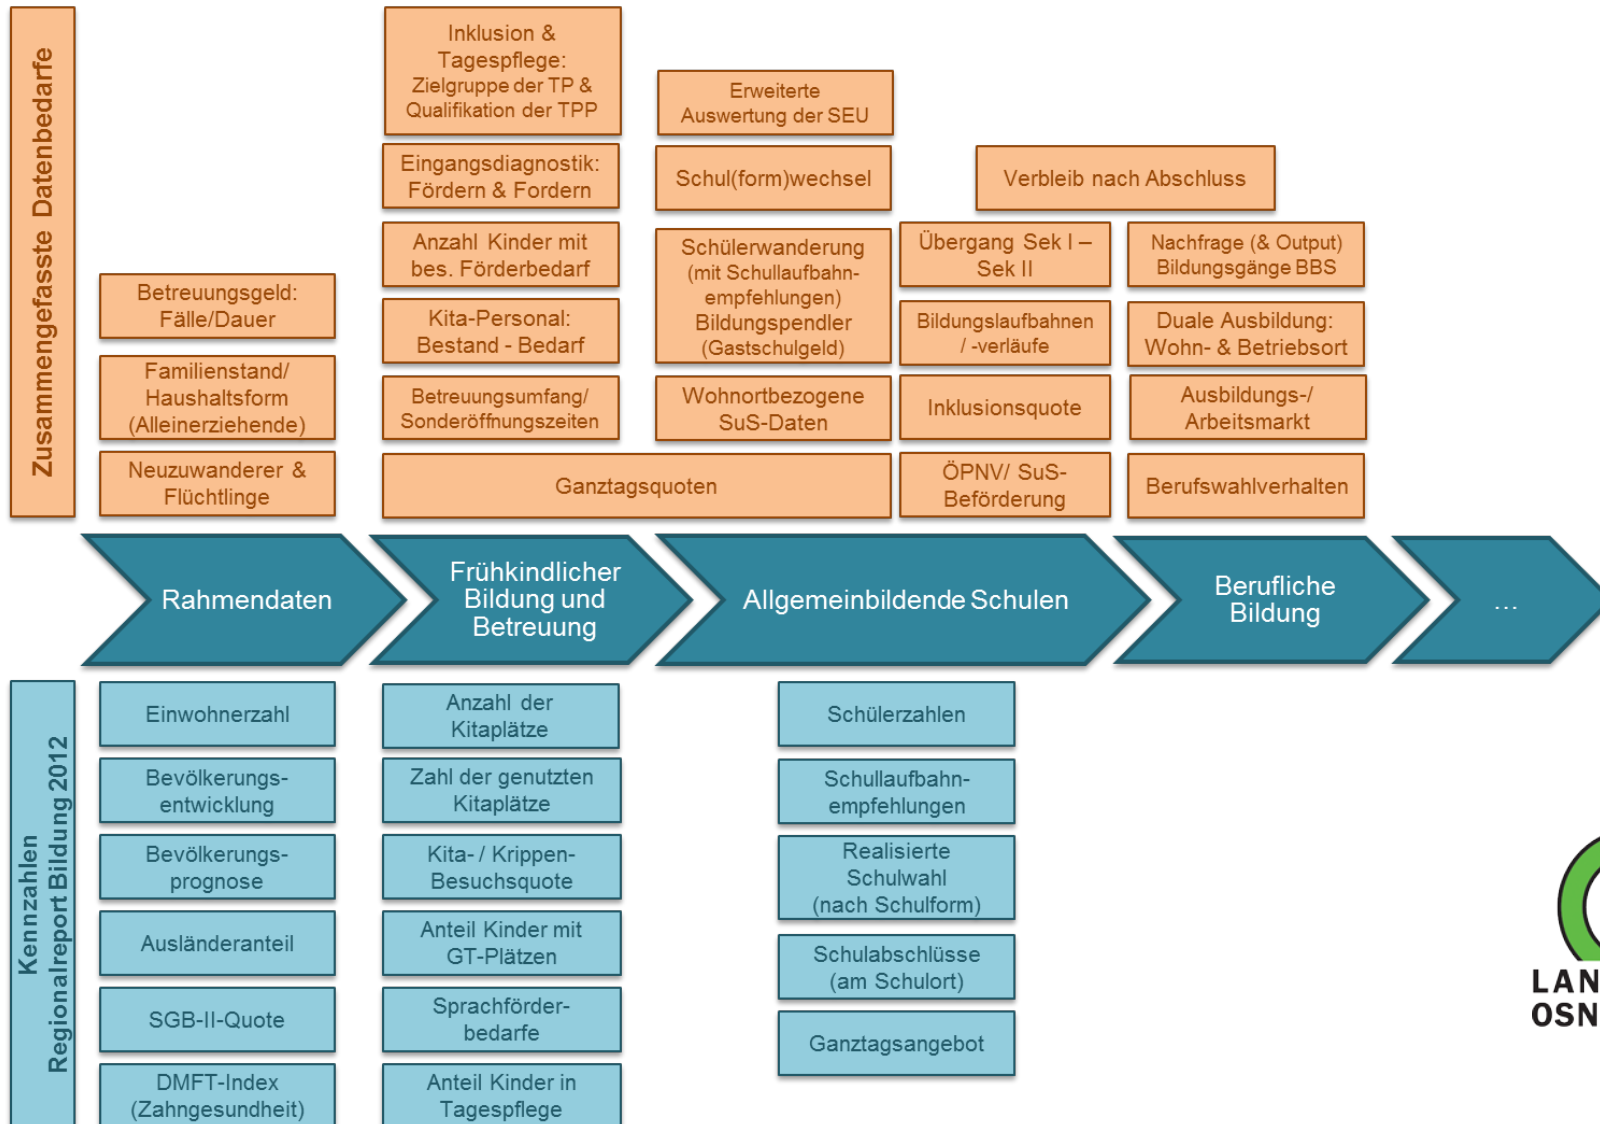 Zusammengefasste Datenbedarfe
Betreuungsgeld:
Fälle/Dauer
Familienstand/
Haushaltsform
(Alleinerziehende)
Neuzuwanderer &
Flüchtlinge
Inklusion &
Tagespflege:
Zielgruppe der TP &
Qualifikation der TPP
Eingangsdiagnostik:
Fördern & Fordern
Anzahl Kinder mit
bes. Förderbedarf
Kita-Personal:
Bestand - Bedarf
Betreuungsumfang/
Sonderöffnungszeiten
Ganztagsquoten
Erweiterte
Auswertung der SEU
Schul(form)wechsel
Schülerwanderung
(mit Schullaufbahn-
empfehlungen)
Bildungspendler
(Gastschulgeld)
Wohnortbezogene
SuS-Daten
Verbleib nach Abschluss
Übergang Sek I –
Sek II
Bildungslaufbahnen
/ -verläufe
Inklusionsquote
ÖPNV/ SuS-
Beförderung
Nachfrage (& Output)
Bildungsgänge BBS
Duale Ausbildung:
Wohn- & Betriebsort
Ausbildungs-/
Arbeitsmarkt
Berufswahlverhalten
Rahmendaten
Frühkindlicher
Bildung und
Betreuung
Allgemeinbildende Schulen
Berufliche
Bildung
...
Kennzahlen
Regionalreport Bildung 2012
Einwohnerzahl
Bevölkerungs-
entwicklung
Bevölkerungs-
prognose
Ausländeranteil
SGB-II-Quote
DMFT-Index
(Zahngesundheit)
Anzahl der
Kitaplätze
Zahl der genutzten
Kitaplätze
Kita- / Krippen-
Besuchsquote
Anteil Kinder mit
GT-Plätzen
Sprachförder-
bedarfe
Anteil Kinder in
Tagespflege
Schülerzahlen
Schullaufbahn-
empfehlungen
Realisierte
Schulwahl
(nach Schulform)
Schulabschlüsse
(am Schulort)
Ganztagsangebot
LAN
OSN